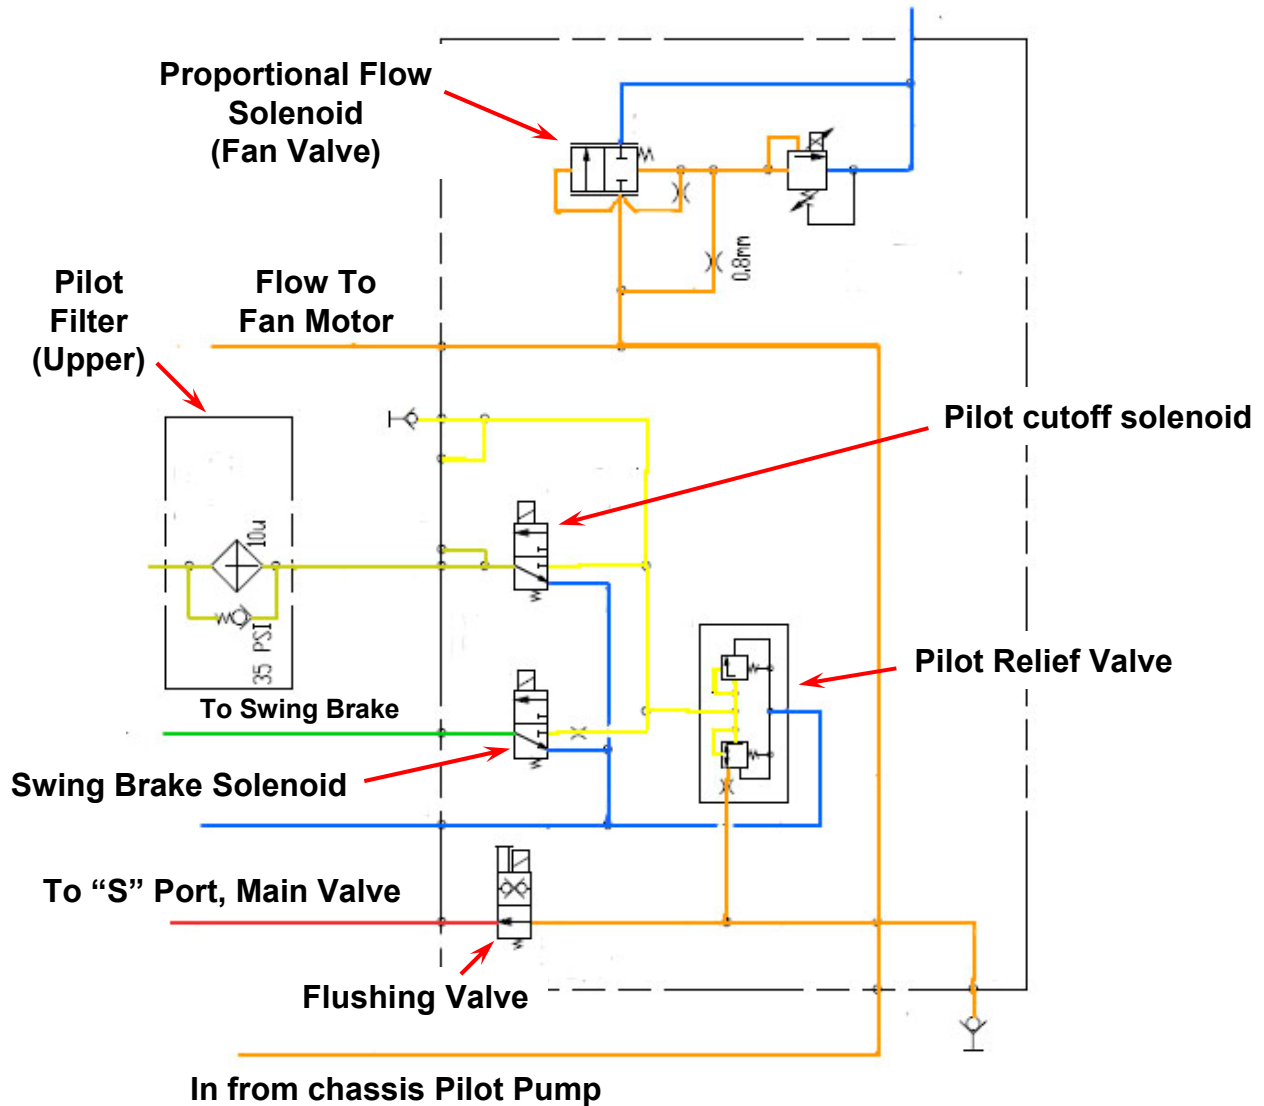 Proportional Flow
Solenoid
(Fan Valve)
0.8mm
Pilot
Filter
(Upper)
Flow To
Fan Motor
Pilot cutoff solenoid
10u
35 PSI
Pilot Relief Valve
To Swing Brake
Swing Brake Solenoid
To “S” Port, Main Valve
Flushing Valve
In from chassis Pilot Pump